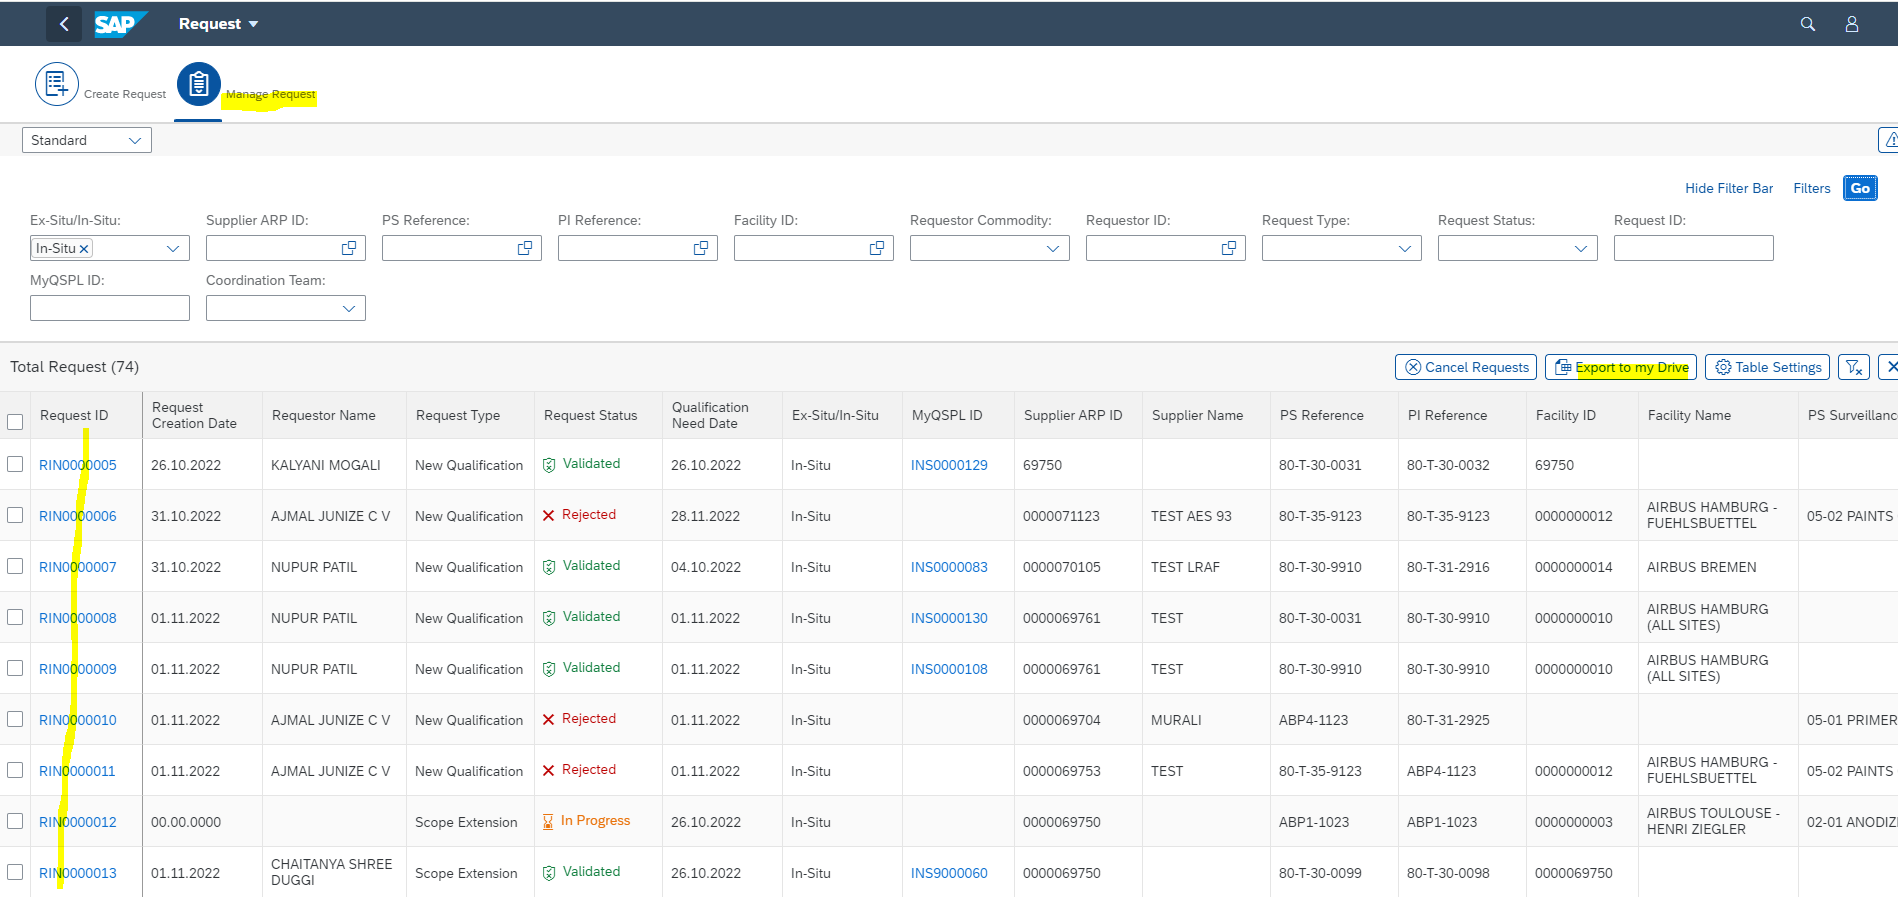 SAP Request
Create Request Manage Request
Standard
Hide Filter Bar Filters Go
Ex-Situ/In-Situ: Supplier ARP ID: PS Reference: PI Reference: Facility ID: Requestor Commodity: Requestor ID: Request Type: Request Status: Request ID:
In-Situ
MyQSPL ID: Coordination Team:
Total Request (74) Cancel Requests Export to my Drive Table Settings
Request ID Request Creation Date Requestor Name Request Type Request Status Qualification Need Date Ex-Situ/In-Situ MyQSPL ID Supplier ARP ID Supplier Name PS Reference PI Reference Facility ID Facility Name PS Surveillanc
RIN0000005 26.10.2022 KALYANI MOGALI New Qualification Validated 26.10.2022 In-Situ INS0000129 69750 80-T-30-0031 80-T-30-0032 69750
RIN0000006 31.10.2022 AJMAL JUNIZE C V New Qualification Rejected 28.11.2022 In-Situ 0000071123 TEST AES 93 80-T-35-9123 80-T-35-9123 0000000012 AIRBUS HAMBURG - FUEHLSBUETTEL 05-02 PAINTS
RIN0000007 31.10.2022 NUPUR PATIL New Qualification Validated 04.10.2022 In-Situ INS0000083 0000070105 TEST LRAF 80-T-30-9910 80-T-31-2916 0000000014 AIRBUS BREMEN
RIN0000008 01.11.2022 NUPUR PATIL New Qualification Validated 01.11.2022 In-Situ INS0000130 0000069761 TEST 80-T-30-0031 80-T-30-9910 0000000010 AIRBUS HAMBURG (ALL SITES)
RIN0000009 01.11.2022 NUPUR PATIL New Qualification Validated 01.11.2022 In-Situ INS0000108 0000069761 TEST 80-T-30-9910 80-T-30-9910 0000000010 AIRBUS HAMBURG (ALL SITES)
RIN0000010 01.11.2022 AJMAL JUNIZE C V New Qualification Rejected 01.11.2022 In-Situ 0000069704 MURALI ABP4-1123 80-T-31-2925 05-01 PRIMER
RIN0000011 01.11.2022 AJMAL JUNIZE C V New Qualification Rejected 01.11.2022 In-Situ 0000069753 TEST 80-T-35-9123 ABP4-1123 0000000012 AIRBUS HAMBURG - FUEHLSBUETTEL 05-02 PAINTS
RIN0000012 00.00.0000 Scope Extension In Progress 26.10.2022 In-Situ 0000069750 ABP1-1023 ABP1-1023 0000000003 AIRBUS TOULOUSE - HENRI ZIEGLER 02-01 ANODIZ
RIN0000013 01.11.2022 CHAITANYA SHREE DUGGI Scope Extension Validated 26.10.2022 In-Situ INS9000060 0000069750 80-T-30-0099 80-T-30-0098 0000069750